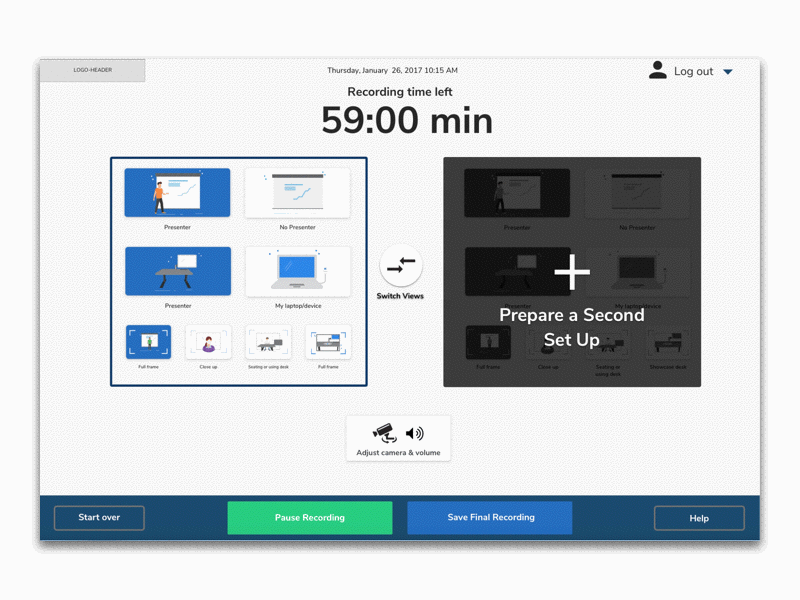 LOGO-HEADER
Thursday, January 26, 2017 10:15 AM
Log out
Recording time left
59:00 min
Presenter
No Presenter
Presenter
My laptop/device
Full frame
Close up
Seating or using desk
Full frame
Switch Views
Presenter
No Presenter
Presenter
My laptop/device
Prepare a Second
Set Up
Full frame
Close up
Seating or
using desk
Showcase desk
Adjust camera & volume
Start over
Pause Recording
Save Final Recording
Help